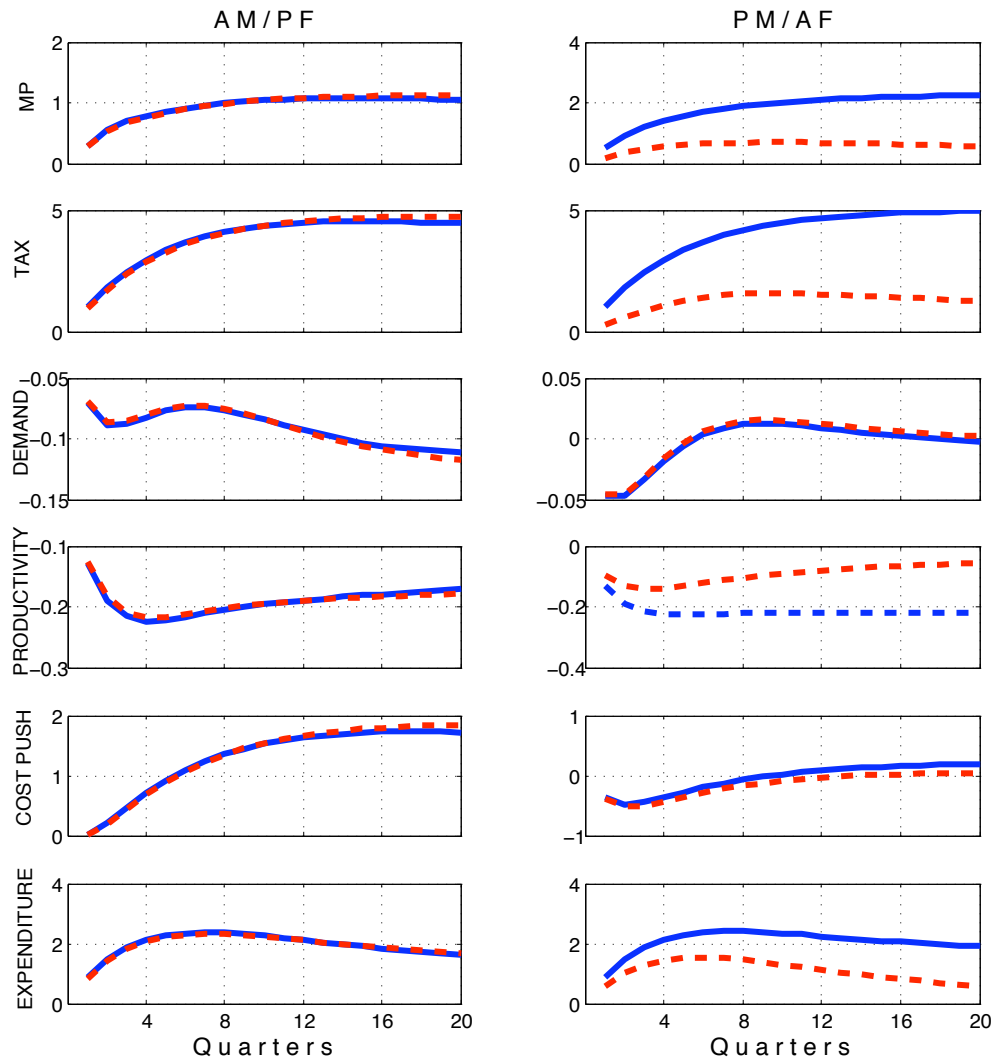 AM/PF
PM/AF
MP
2
1
0
4
2
0
TAX
5
0
5
0
DEMAND
−0.05
−0.1
−0.15
0.05
0
−0.05
PRODUCTIVITY
−0.1
−0.2
−0.3
0
−0.2
−0.4
COST PUSH
2
1
0
1
0
−1
EXPENDITURE
4
2
0
4
2
0
4 8 12 16 20
4 8 12 16 20
Quarters
Quarters